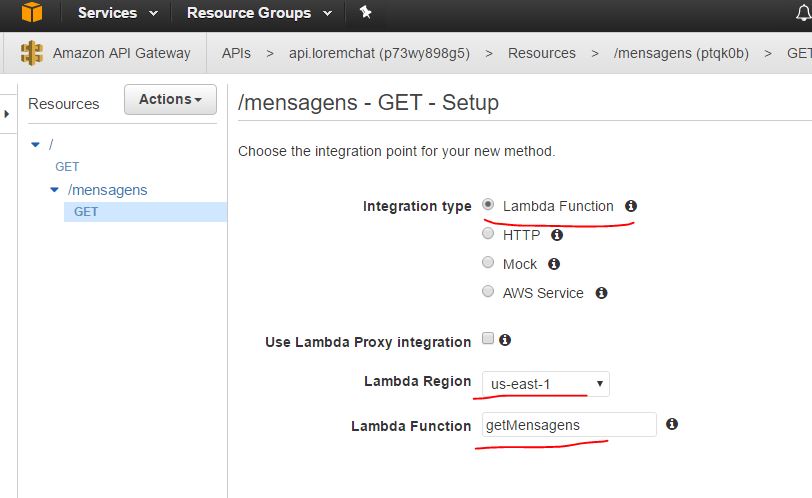 Services Resource Groups
Amazon API Gateway APIs > api.loremchat (p73wy898g5) > Resources > /mensagens (ptqk0b) > GET
Resources Actions
/
GET
/mensagens
GET
/mensagens - GET - Setup
Choose the integration point for your new method.
Integration type Lambda Function
HTTP
Mock
AWS Service
Use Lambda Proxy integration
Lambda Region us-east-1
Lambda Function getMensagens